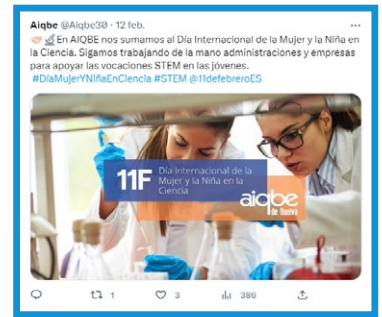 Aiqbe @Aiqbe30 · 12 feb.
En AIQBE nos sumamos al Día Internacional de la Mujer y la Niña en
la Ciencia. Sigamos trabajando de la mano administraciones y empresas
para apoyar las vocaciones STEM en las jóvenes.
#DíaMujerYNiñaEnCiencia #STEM @11defebreroES
11F
Día Internacional de la
Mujer y la Niña en la
Ciencia
aiqbe
de Huelva
1 3 380